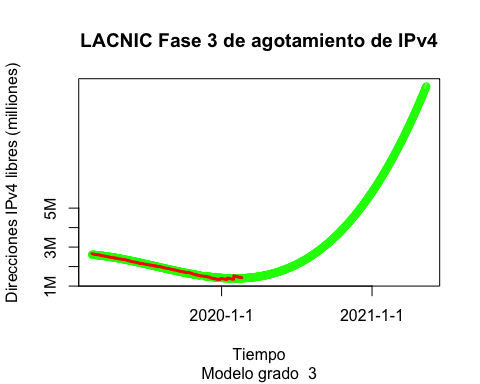 LACNIC Fase 3 de agotamiento de IPv4
Direcciones IPv4 libres (milliones)
5M
3M
1M
2020-1-1
2021-1-1
Tiempo
Modelo grado 3